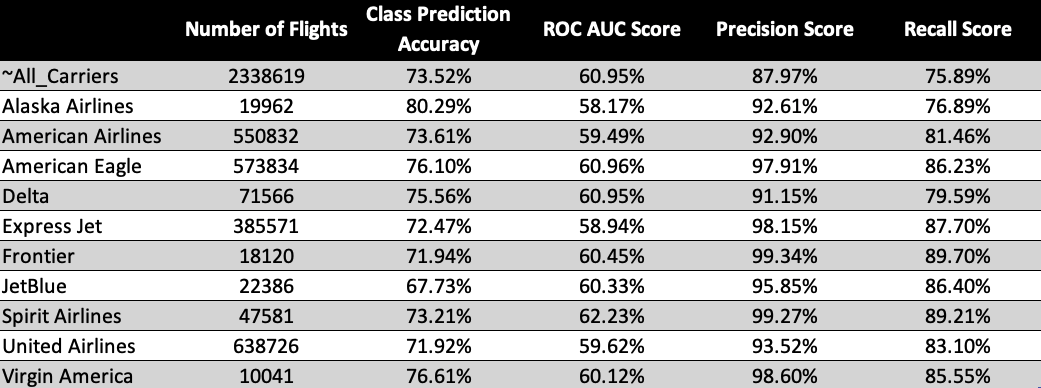 Number of Flights Class Prediction Accuracy ROC AUC Score Precision Score Recall Score
~All_Carriers 2338619 73.52% 60.95% 87.97% 75.89%
Alaska Airlines 19962 80.29% 58.17% 92.61% 76.89%
American Airlines 550832 73.61% 59.49% 92.90% 81.46%
American Eagle 573834 76.10% 60.96% 97.91% 86.23%
Delta 71566 75.56% 60.95% 91.15% 79.59%
Express Jet 385571 72.47% 58.94% 98.15% 87.70%
Frontier 18120 71.94% 60.45% 99.34% 89.70%
JetBlue 22386 67.73% 60.33% 95.85% 86.40%
Spirit Airlines 47581 73.21% 62.23% 99.27% 89.21%
United Airlines 638726 71.92% 59.62% 93.52% 83.10%
Virgin America 10041 76.61% 60.12% 98.60% 85.55%